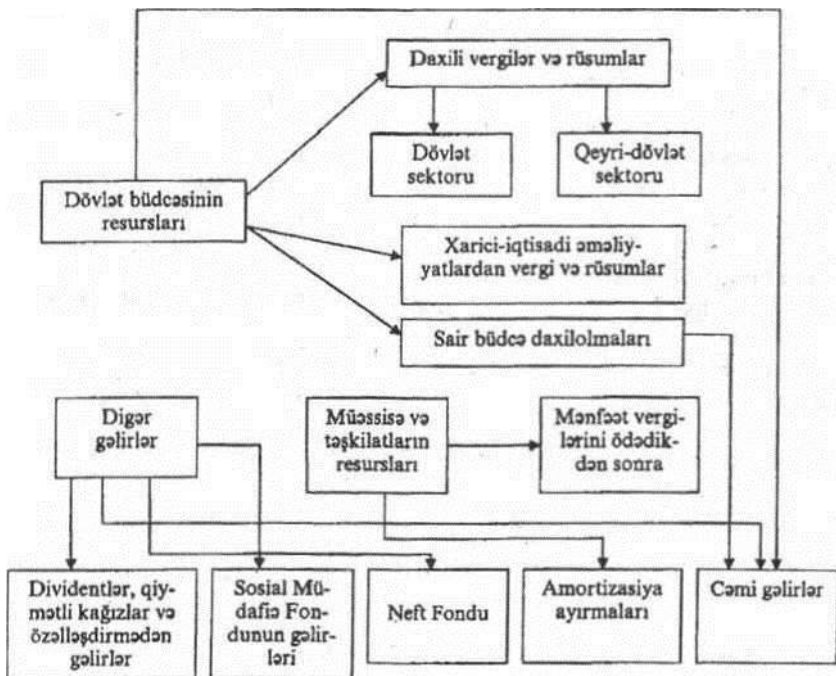 Daxili vergilər və rüsumlar
Dövlət
sektoru
Qeyri-dövlət
sektoru
Dövlət büdcəsinin
resursları
Xarici-iqtisadi əməliy-
yatlardan vergi və rüsumlar
Sair büdcə daxilolmaları
Digər
gəlirlər
Müəssisə və
təşkilatların
resursları
Mənfəət vergi-
lərini ödədik-
dən sonra
Dividentlər, qiy-
mətli kağızlar və
özəlləşdirmədən
gəlirlər
Sosial Mü-
dafiə Fon-
dunun gəlir-
ləri
Neft Fondu
Amortizasiya
ayırmaları
Cəmi gəlirlər